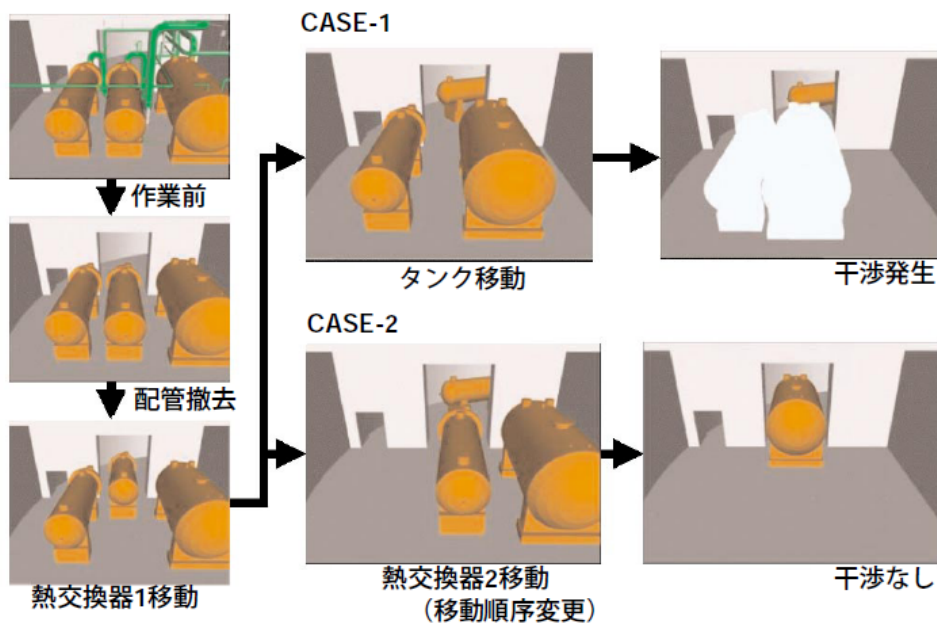 作業前
配管撤去
熱交換器1移動
CASE-1
タンク移動
干渉発生
CASE-2
熱交換器2移動
（移動順序変更）
干渉なし